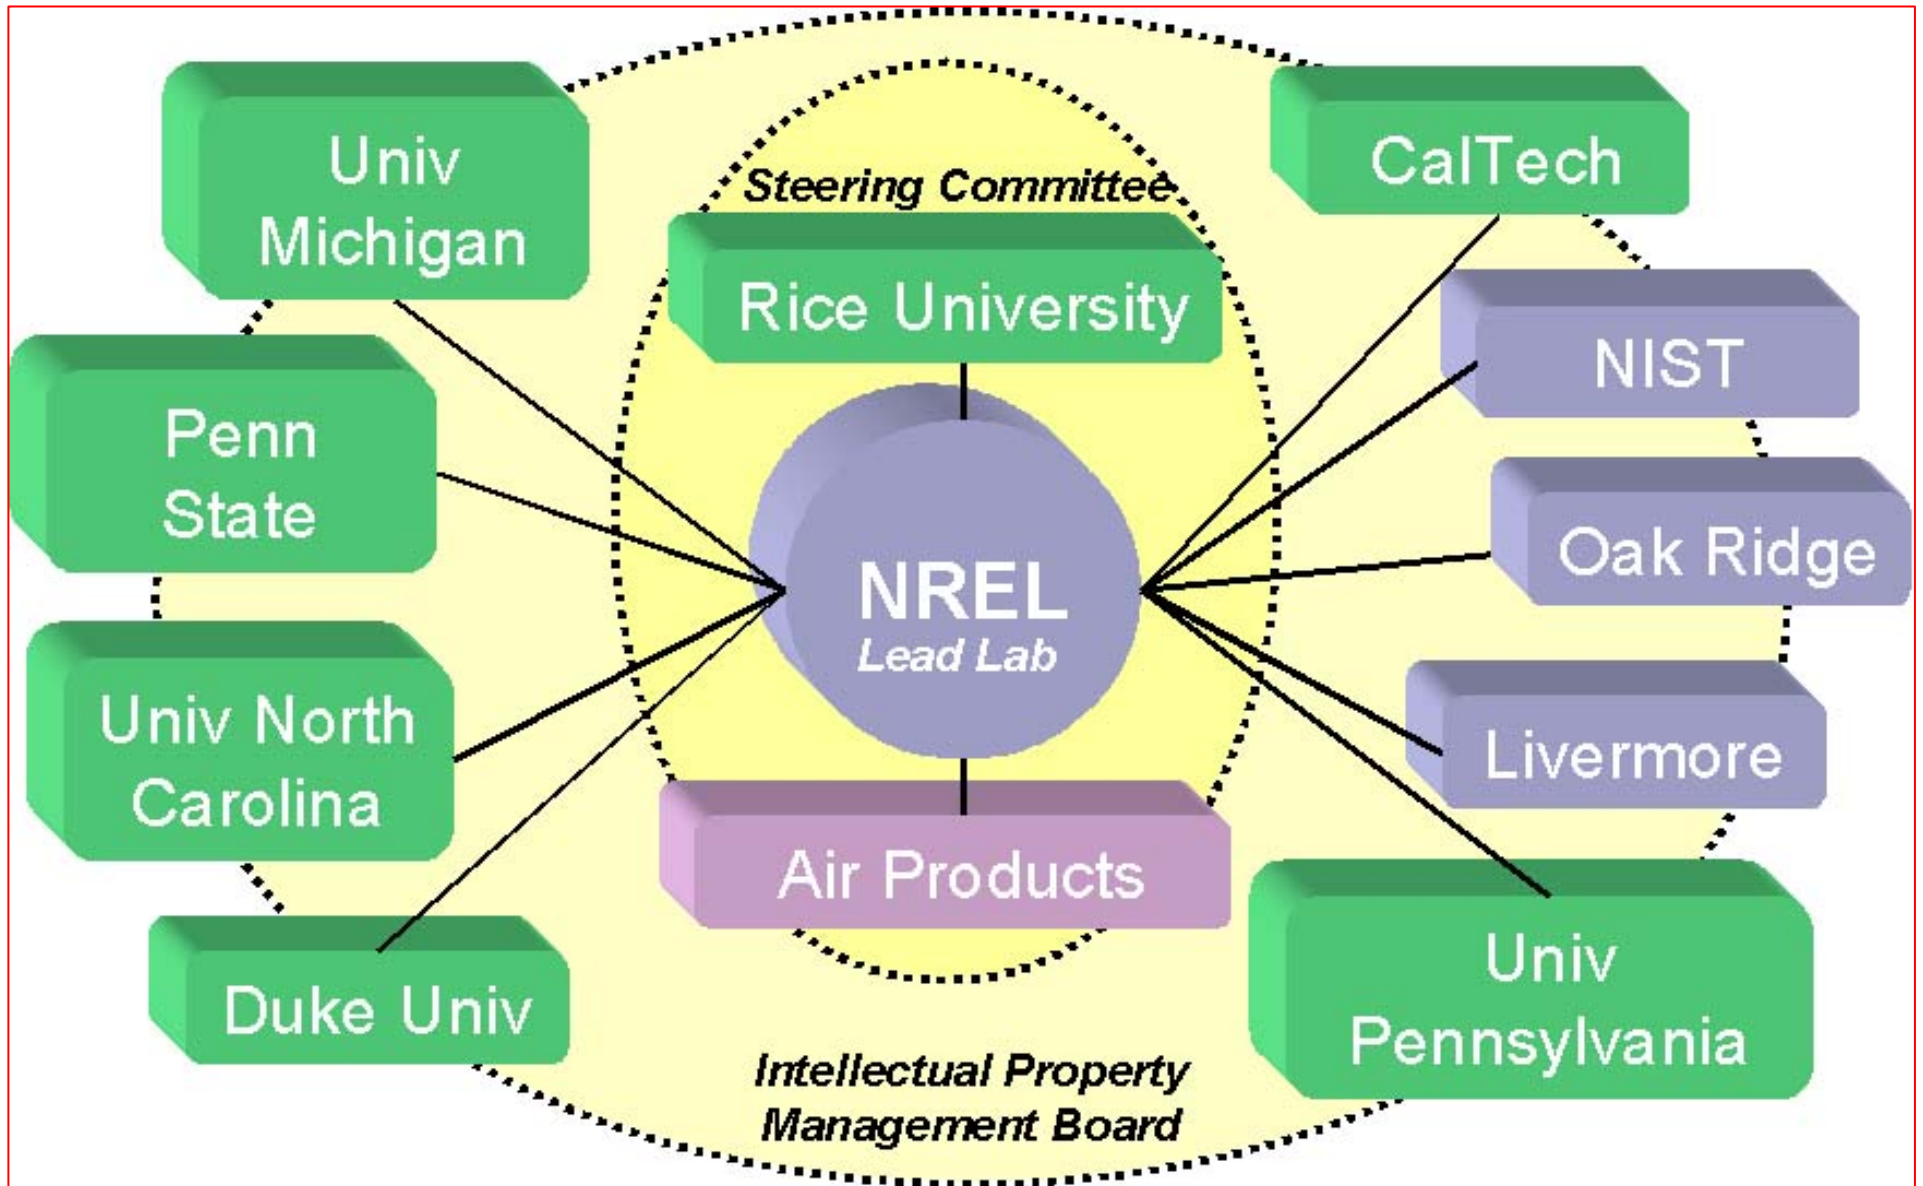 Univ
Michigan
Penn
State
Univ North
Carolina
Duke Univ
Steering Committee
Rice University
NREL
Lead Lab
Air Products
Intellectual Property
Management Board
CalTech
NIST
Oak Ridge
Livermore
Univ
Pennsylvania